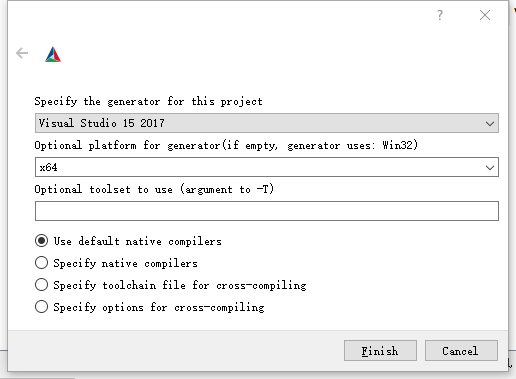 ?
Specify the generator for this project
Visual Studio 15 2017
Optional platform for generator(if empty, generator uses: Win32)
x64
Optional toolset to use (argument to -T)
Use default native compilers
Specify native compilers
Specify toolchain file for cross-compiling
Specify options for cross-compiling
Finish
Cancel